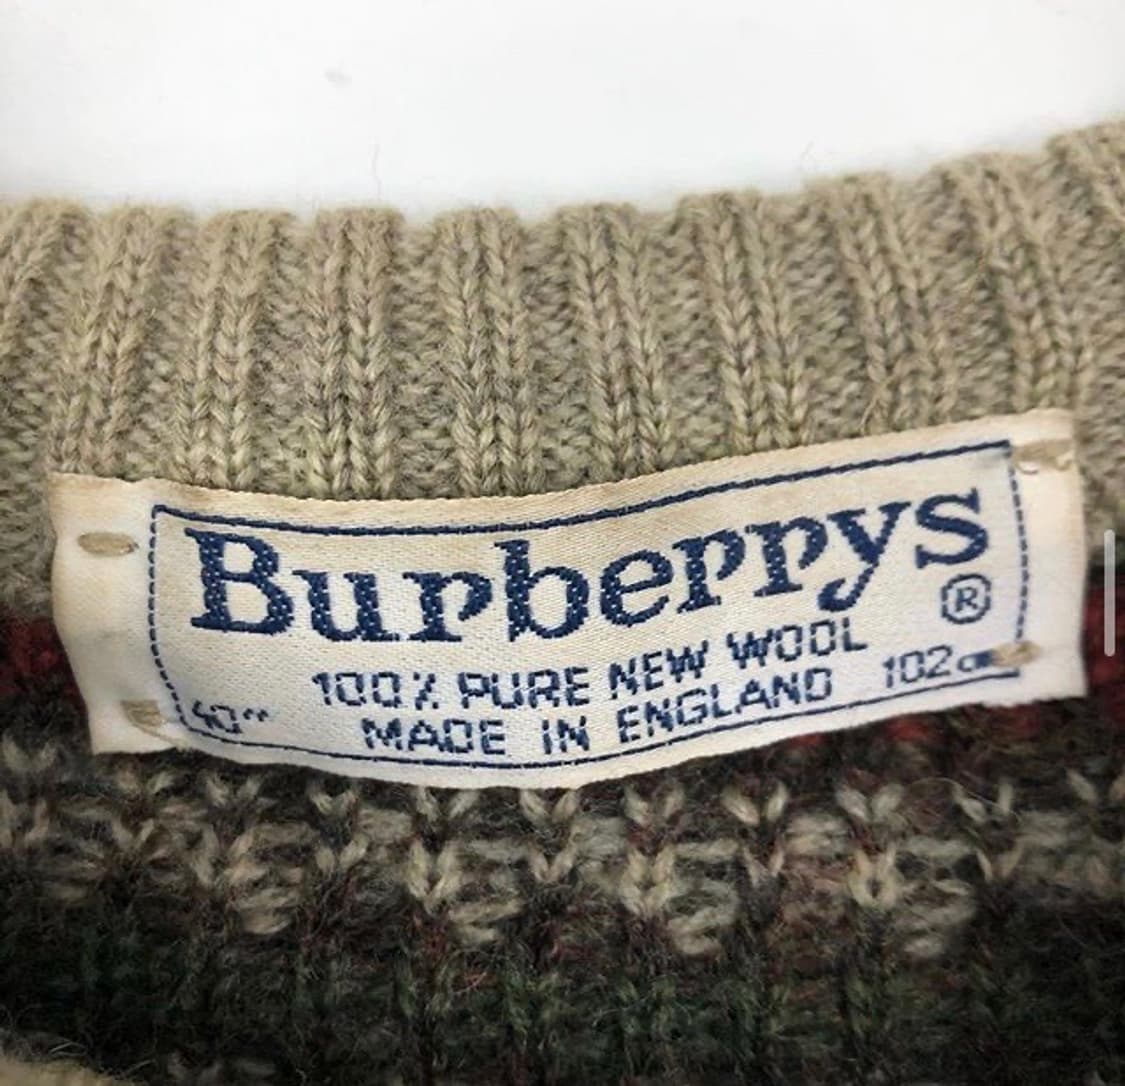 Burberrys
®
100% PURE NEW WOOL
40" MADE IN ENGLAND 102cm